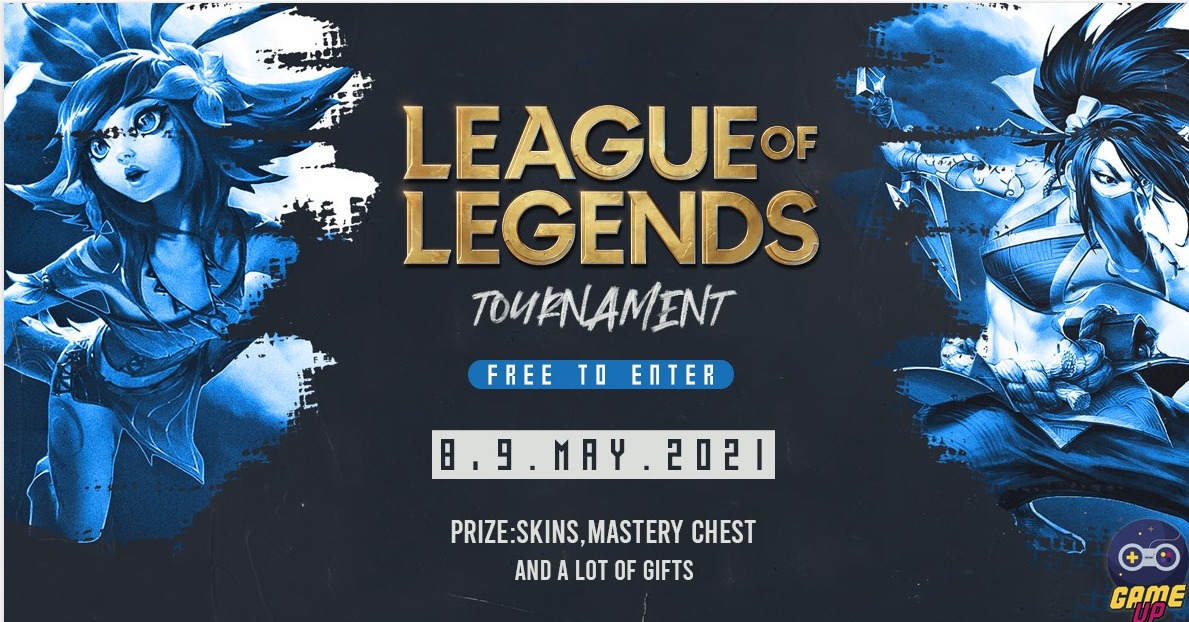 LEAGUE OF
LEGENDS
TOURNAMENT
FREE TO ENTER
8.9.MAY.2021
PRIZE:SKINS,MASTERY CHEST
AND A LOT OF GIFTS
GAME
UP